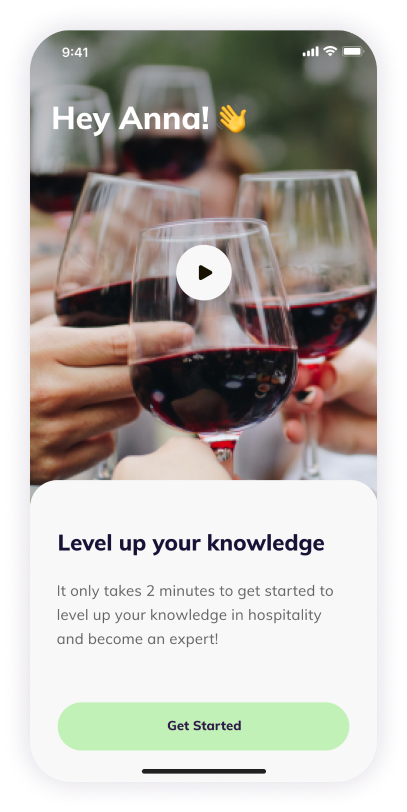 9:41
Hey Anna! 👋
Level up your knowledge
It only takes 2 minutes to get started to
level up your knowledge in hospitality
and become an expert!
Get Started